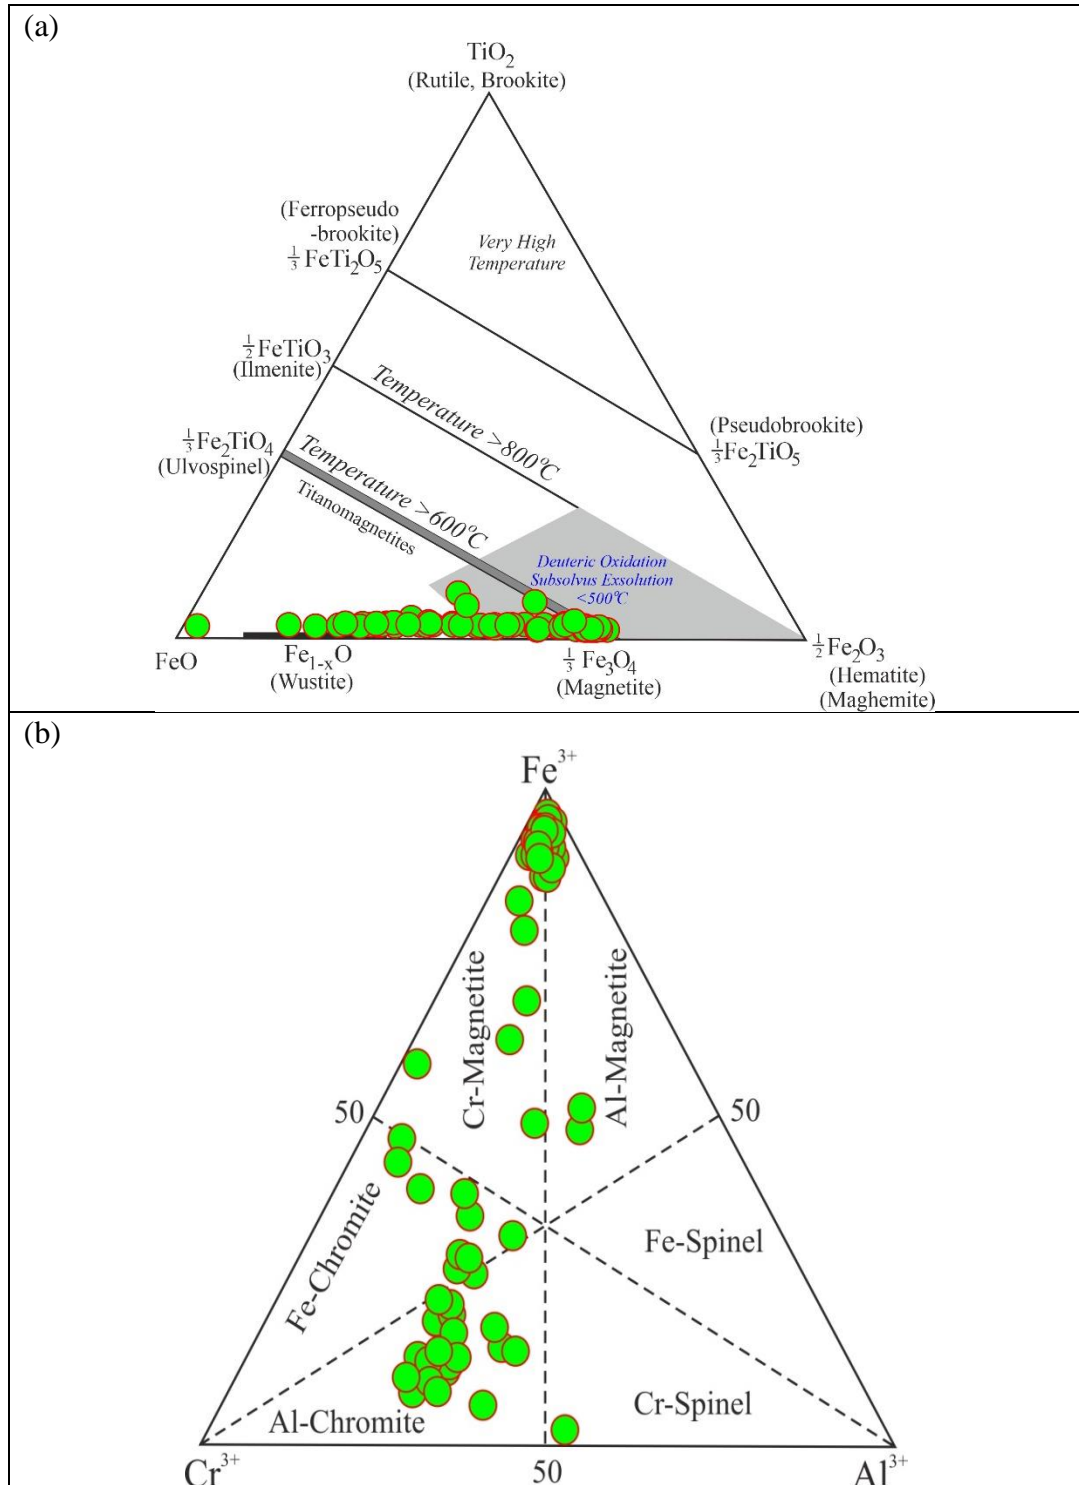 (a)
TiO2
(Rutile, Brookite)
(Ferropseudo
-brookite)
1/3 FeTi2O5
Very High
Temperature
1/2 FeTiO3
(Ilmenite)
Temperature >800°C
(Pseudobrookite)
1/3 Fe2TiO5
1/3 Fe2TiO4
(Ulvospinel)
Temperature >600°C
Titanomagnetites
Deuteric Oxidation
Subsolvus Exsolution
<500°C
FeO
Fe1-xO
(Wustite)
1/3 Fe3O4
(Magnetite)
1/2 Fe2O3
(Hematite)
(Maghemite)
(b)
Fe3+
Cr-Magnetite
Al-Magnetite
50
50
Fe-Chromite
Fe-Spinel
Al-Chromite
Cr-Spinel
Cr3+
50
Al3+